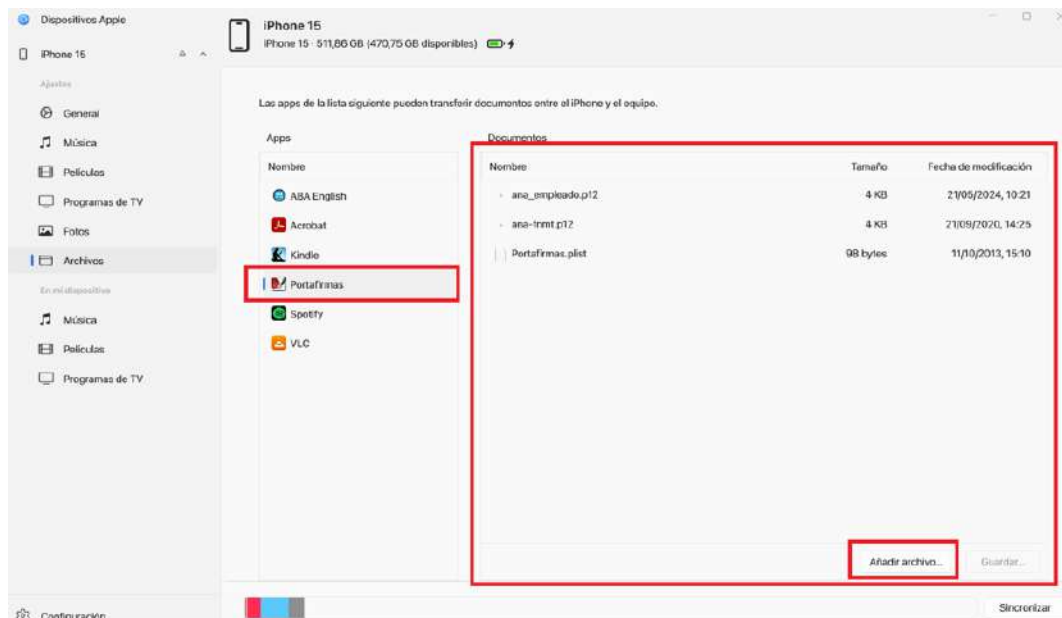 Dispositivos Apple
iPhone 15
iPhone 15 · 511,86 GB (470,75 GB disponibles)
iPhone 15
Ajustes
General
Música
Películas
Programas de TV
Fotos
Archivos
En mi dispositivo
Música
Películas
Programas de TV
Configuración
Las apps de la lista siguiente pueden transferir documentos entre el iPhone y el equipo.
Apps
Nombre
ABA English
Acrobat
Kindle
Portafirmas
Spotify
VLC
Documentos
Nombre Tamaño Fecha de modificación
ana_empleado.p12 4 KB 21/05/2024, 10:21
ana-fnmt.p12 4 KB 21/09/2020, 14:25
Portafirmas.plist 98 bytes 11/10/2013, 15:10
Añadir archivo... Guardar...
Sincronizar